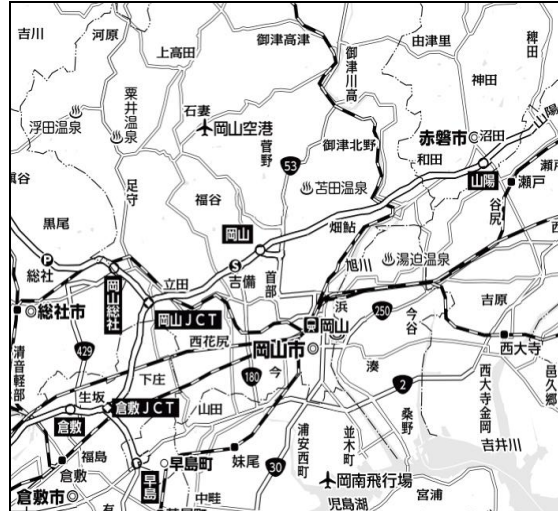 吉川
河原
上高田
御津高津
御津川高
由津里
稗田
神田
粟井温泉
浮田温泉
石妻
岡山空港
菅野
御津北野
赤磐市
沼田
和田
山陽
53
足守
福谷
苫田温泉
山陽
瀬戸
谷尻
黒尾
岡山
畑鮎
総社
立田
吉備
首部
旭川
湯迫温泉
総社市
岡山総社
岡山JCT
浜
岡山
250
今谷
吉原
西花尻
岡山市
西大寺
清音軽部
429
下庄
180
今
湊
2
西大寺金岡
邑久郷
生坂
倉敷JCT
山田
桑野
倉敷
浦安西町
並木町
吉井川
福島
早島
早島町
妹尾
30
倉敷
倉敷市
中畦
岡南飛行場
児島湖
宮浦